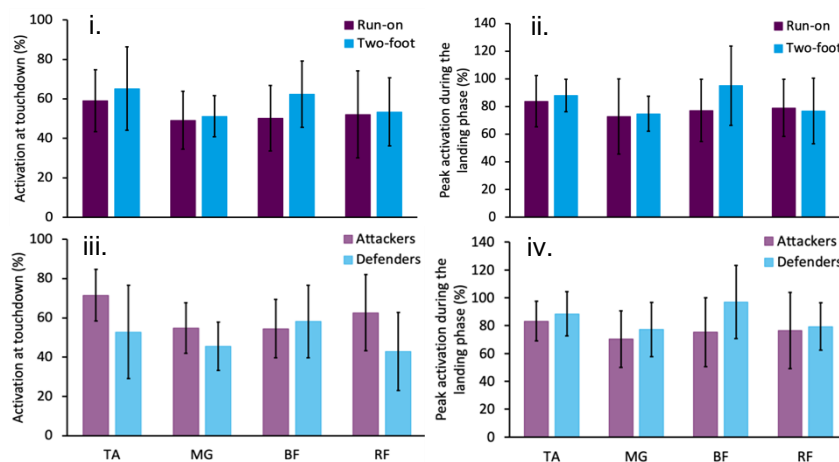 i.
Run-on
Two-foot
Activation at touchdown (%)
100
80
60
40
20
0
ii.
Run-on
Two-foot
Peak activation during the
landing phase (%)
140
120
100
80
60
40
20
0
iii.
Attackers
Defenders
Activation at touchdown (%)
100
80
60
40
20
0
TA MG BF RF
iv.
Attackers
Defenders
Peak activation during the
landing phase (%)
140
120
100
80
60
40
20
0
TA MG BF RF